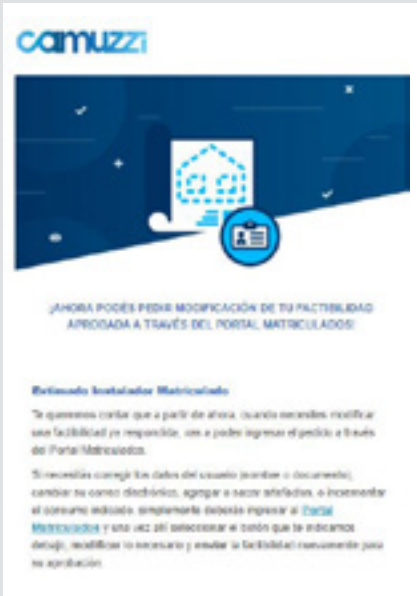 camuzzi
¡AHORA PODÉS PEDIR MODIFICACIÓN DE TU FACTIBILIDAD
APROBADA A TRAVÉS DEL PORTAL MATRICULADOS!
Estimado Instalador Matriculado
Te queremos contar que a partir de ahora, cuando necesites modificar
una factibilidad ya respondida, vas a poder ingresar el pedido a través
del Portal Matriculados.
Si necesitás corregir los datos del usuario (nombre o documento),
cambiar su correo electrónico, agregar o sacar artefactos, o incrementar
el consumo indicado, simplemente deberás ingresar al Portal
Matriculados y una vez ahí seleccionar el botón que te indicamos
debajo, modificar lo necesario y enviar la factibilidad nuevamente para
su aprobación.